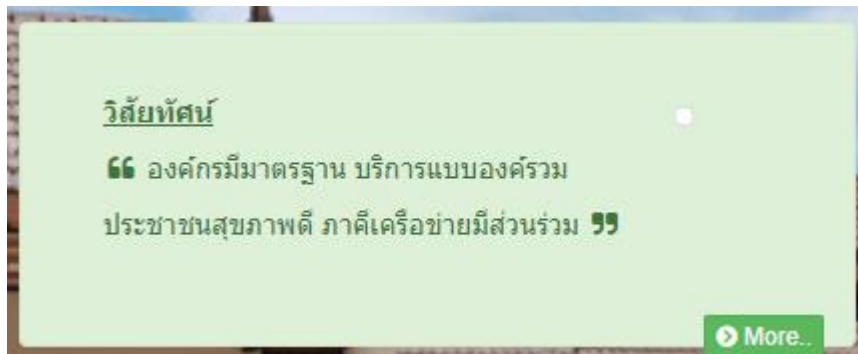 วิสัยทัศน์
❝ องค์กรมีมาตรฐาน บริการแบบองค์รวม
ประชาชนสุขภาพดี ภาคีเครือข่ายมีส่วนร่วม ❞
More..